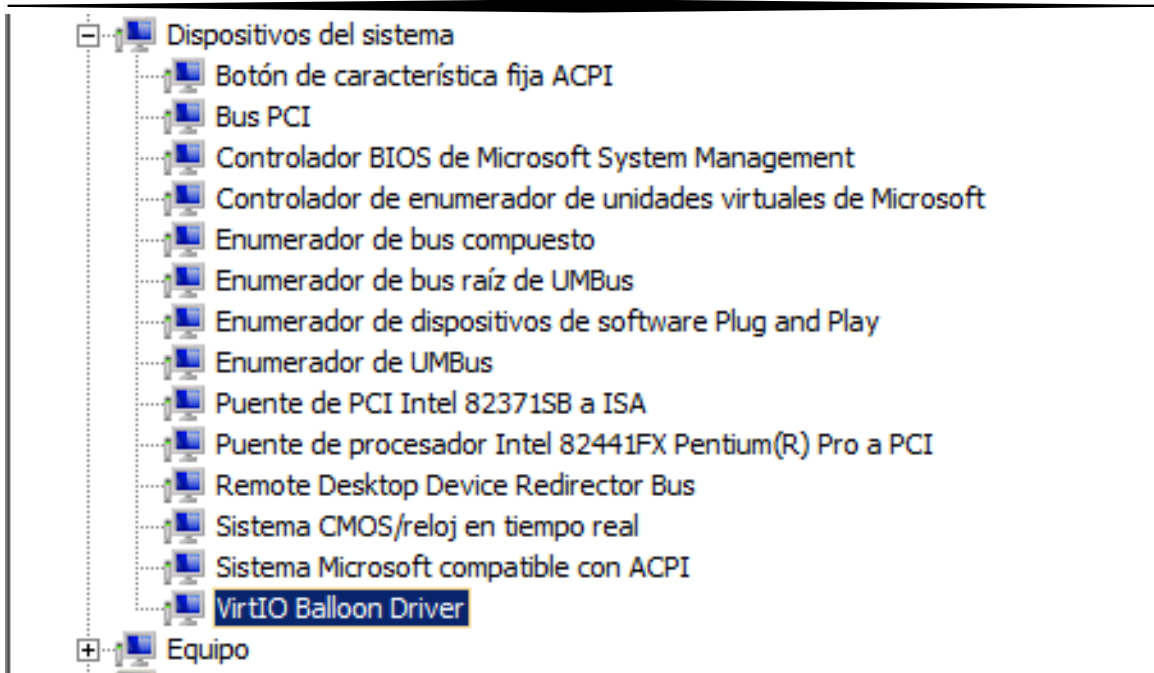 Dispositivos del sistema
Botón de característica fija ACPI
Bus PCI
Controlador BIOS de Microsoft System Management
Controlador de enumerador de unidades virtuales de Microsoft
Enumerador de bus compuesto
Enumerador de bus raíz de UMBus
Enumerador de dispositivos de software Plug and Play
Enumerador de UMBus
Puente de PCI Intel 82371SB a ISA
Puente de procesador Intel 82441FX Pentium(R) Pro a PCI
Remote Desktop Device Redirector Bus
Sistema CMOS/reloj en tiempo real
Sistema Microsoft compatible con ACPI
VirtIO Balloon Driver
Equipo